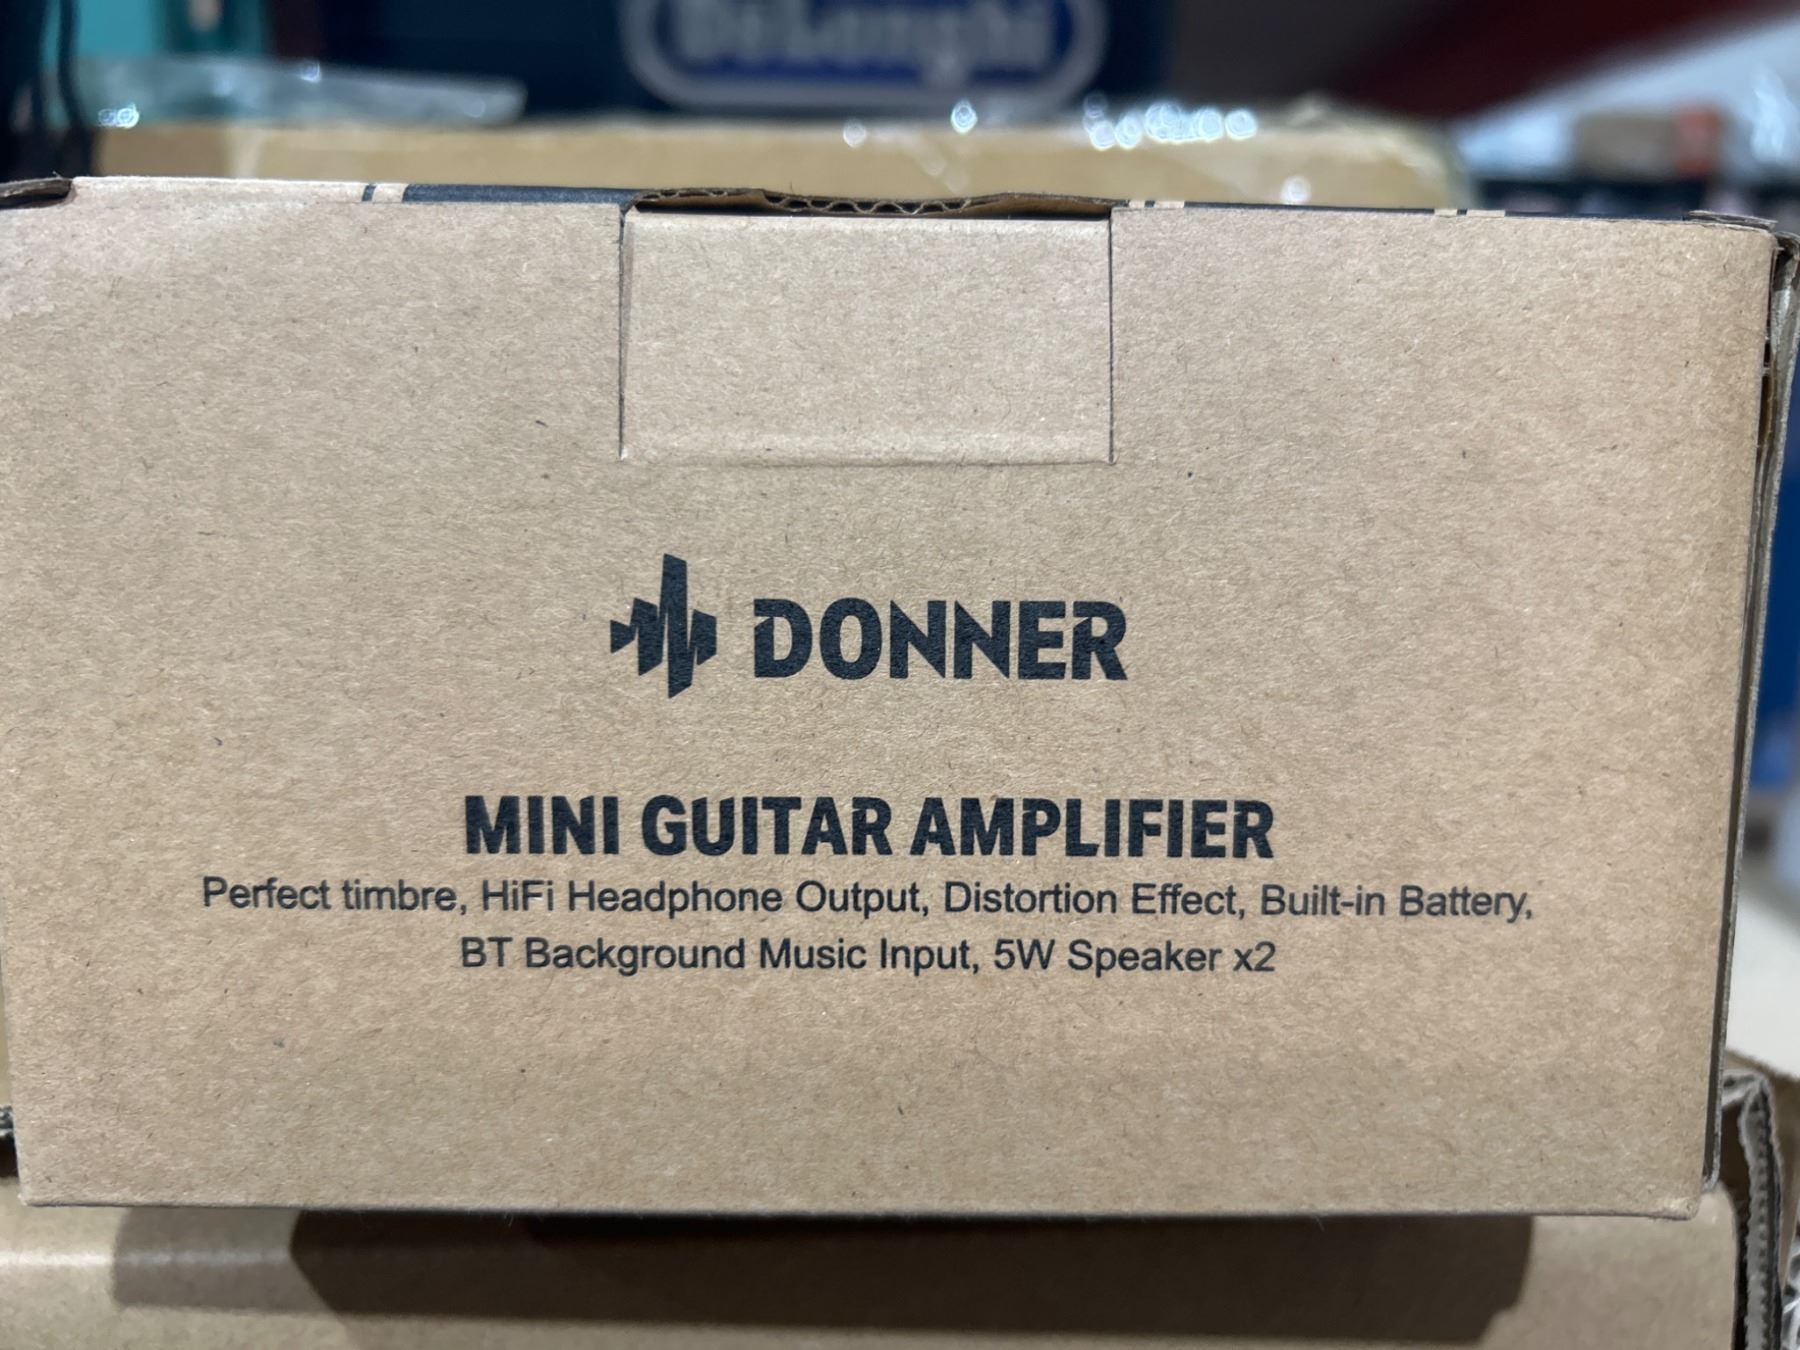 DeLonghi
DONNER
MINI GUITAR AMPLIFIER
Perfect timbre, HiFi Headphone Output, Distortion Effect, Built-in Battery,
BT Background Music Input, 5W Speaker x2